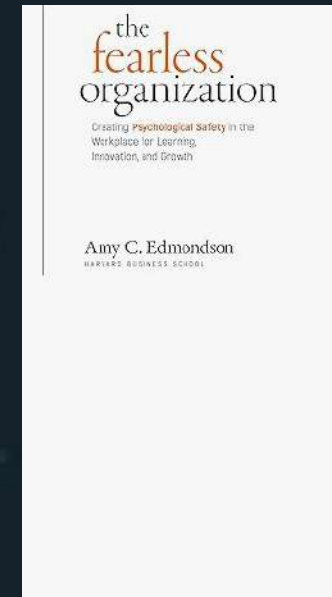 the
fearless
organization
Creating Psychological Safety in the
Workplace for Learning,
Innovation, and Growth
Amy C. Edmondson
HARVARD BUSINESS SCHOOL